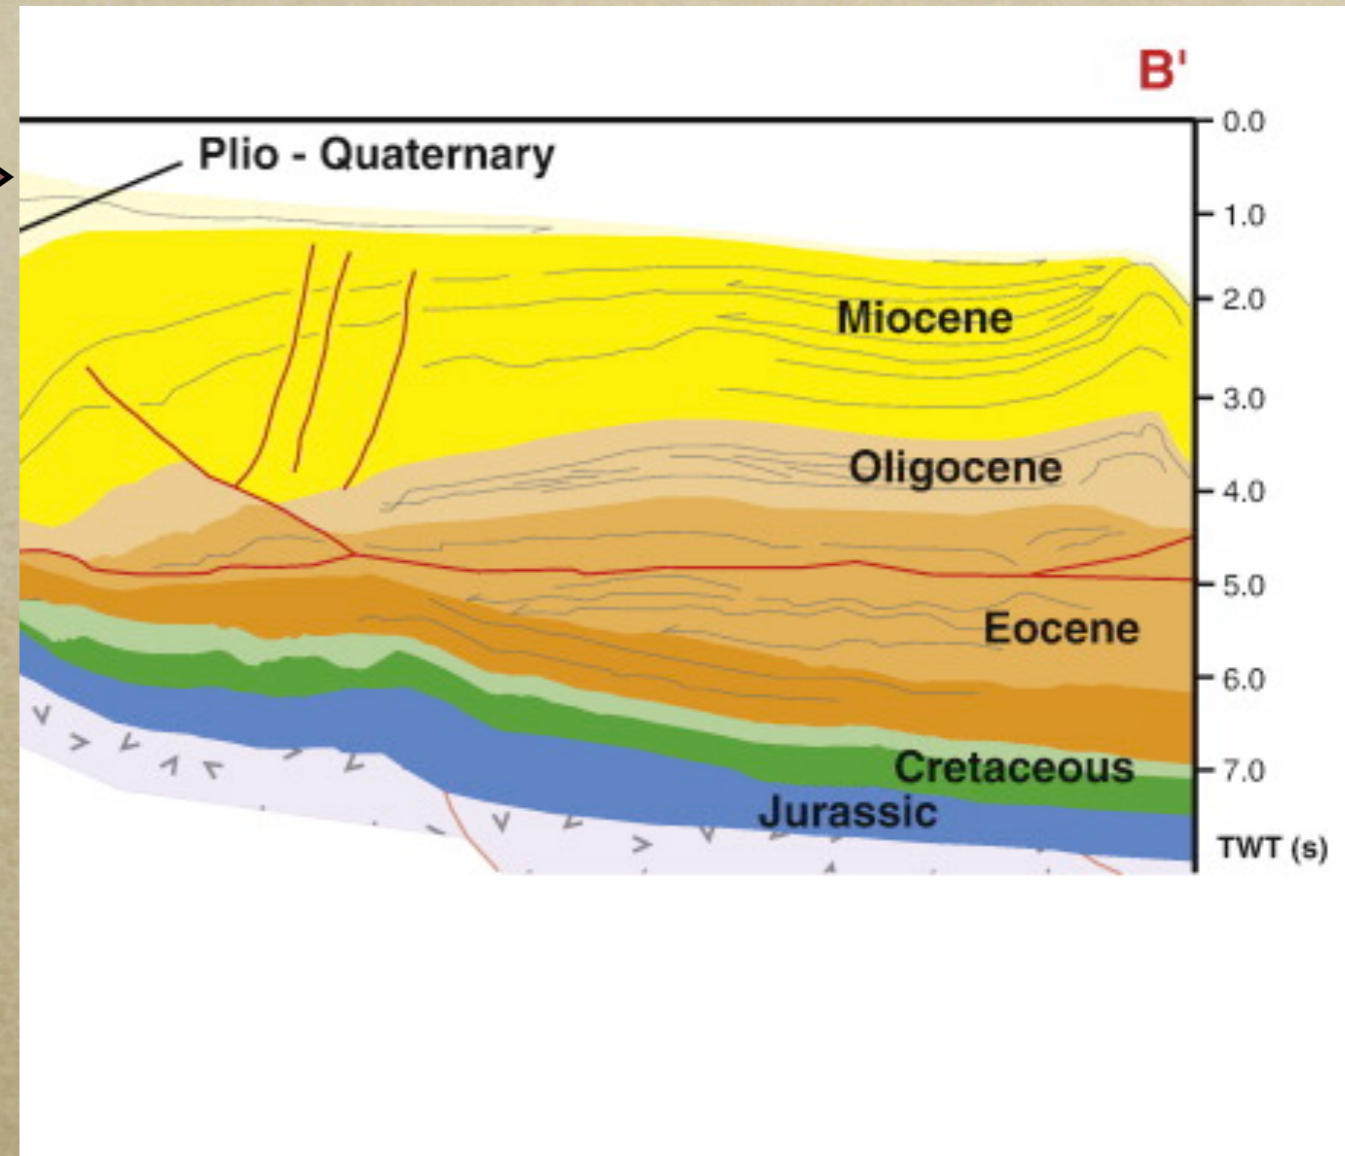 B'
0.0
Plio - Quaternary
1.0
2.0
Miocene
3.0
Oligocene
4.0
5.0
Eocene
6.0
Cretaceous
7.0
Jurassic
TWT (s)